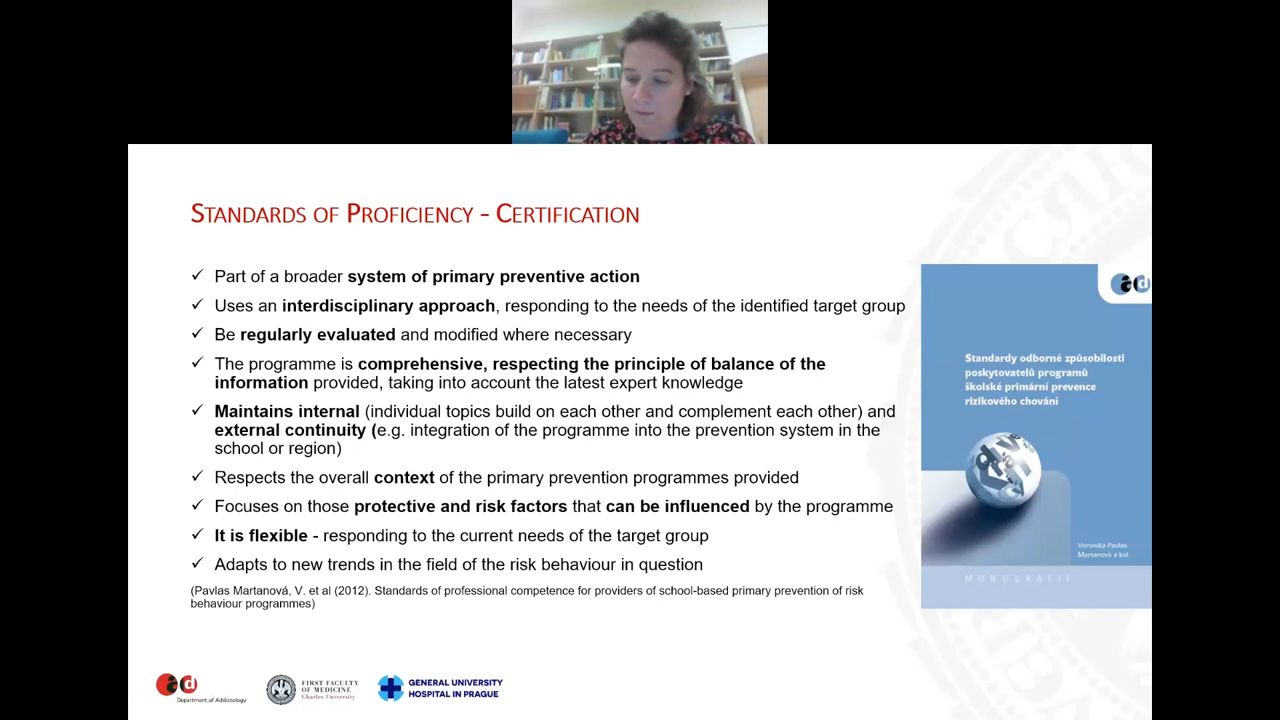 STANDARDS OF PROFICIENCY - CERTIFICATION
✓ Part of a broader system of primary preventive action
✓ Uses an interdisciplinary approach, responding to the needs of the identified target group
✓ Be regularly evaluated and modified where necessary
✓ The programme is comprehensive, respecting the principle of balance of the
information provided, taking into account the latest expert knowledge
✓ Maintains internal (individual topics build on each other and complement each other) and
external continuity (e.g. integration of the programme into the prevention system in the
school or region)
✓ Respects the overall context of the primary prevention programmes provided
✓ Focuses on those protective and risk factors that can be influenced by the programme
✓ It is flexible - responding to the current needs of the target group
✓ Adapts to new trends in the field of the risk behaviour in question
(Pavlas Martanová, V. et al (2012). Standards of professional competence for providers of school-based primary prevention of risk
behaviour programmes)
ad
Standardy odborné způsobilosti
poskytovatelů programů
školské primární prevence
rizikového chování
Veronika Pavlas
Martanová a kol.
MONOGRAFIE
ad
Department of Addictology
FIRST FACULTY
OF MEDICINE
Charles University
GENERAL UNIVERSITY
HOSPITAL IN PRAGUE